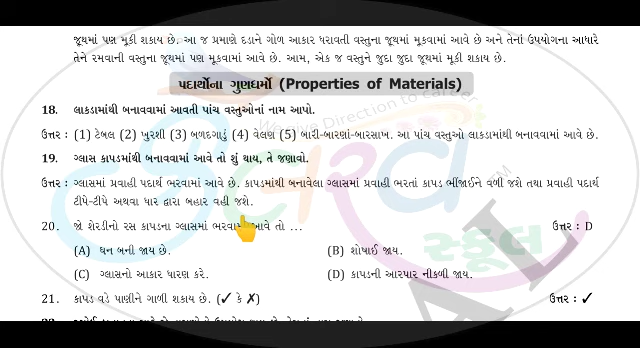 જૂથમાં પણ મૂકી શકાય છે. આ જ પ્રમાણે દડાને ગોળ આકાર ધરાવતી વસ્તુના જૂથમાં મૂકવામાં આવે છે અને તેનાં ઉપયોગના આધારે
તેને રમવાની વસ્તુના જૂથમાં પણ મૂકવામાં આવે છે. આમ, એક જ વસ્તુને જુદા જુદા જૂથમાં મૂકી શકાય છે.
પદાર્થોના ગુણધર્મો (Properties of Materials)
18. લાકડામાંથી બનાવવામાં આવતી પાંચ વસ્તુઓનાં નામ આપો.
ઉત્તર : (1) ટેબલ (2) ખુરશી (3) બળદગાડું (4) વેલણ (5) બારી-બારણાં-બારસાખ. આ પાંચ વસ્તુઓ લાકડામાંથી બનાવવામાં આવે છે.
19. ગ્લાસ કાપડમાંથી બનાવવામાં આવે તો શું થાય, તે જણાવો.
ઉત્તર : ગ્લાસમાં પ્રવાહી પદાર્થ ભરવામાં આવે છે. કાપડમાંથી બનાવેલા ગ્લાસમાં પ્રવાહી ભરતાં કાપડ ભીંજાઈને વળી જશે તથા પ્રવાહી પદાર્થ
ટીપે-ટીપે અથવા ધાર દ્વારા બહાર વહી જશે.
20. જો શેરડીનો રસ કાપડના ગ્લાસમાં ભરવામાં આવે તો ... ઉત્તર : D
(A) ઘન બની જાય છે. (B) શોષાઈ જાય.
(C) ગ્લાસનો આકાર ધારણ કરે. (D) કાપડની આરપાર નીકળી જાય.
21. કાપડ વડે પાણીને ગાળી શકાય છે. (✓ કે ✗) ઉત્તર : ✓